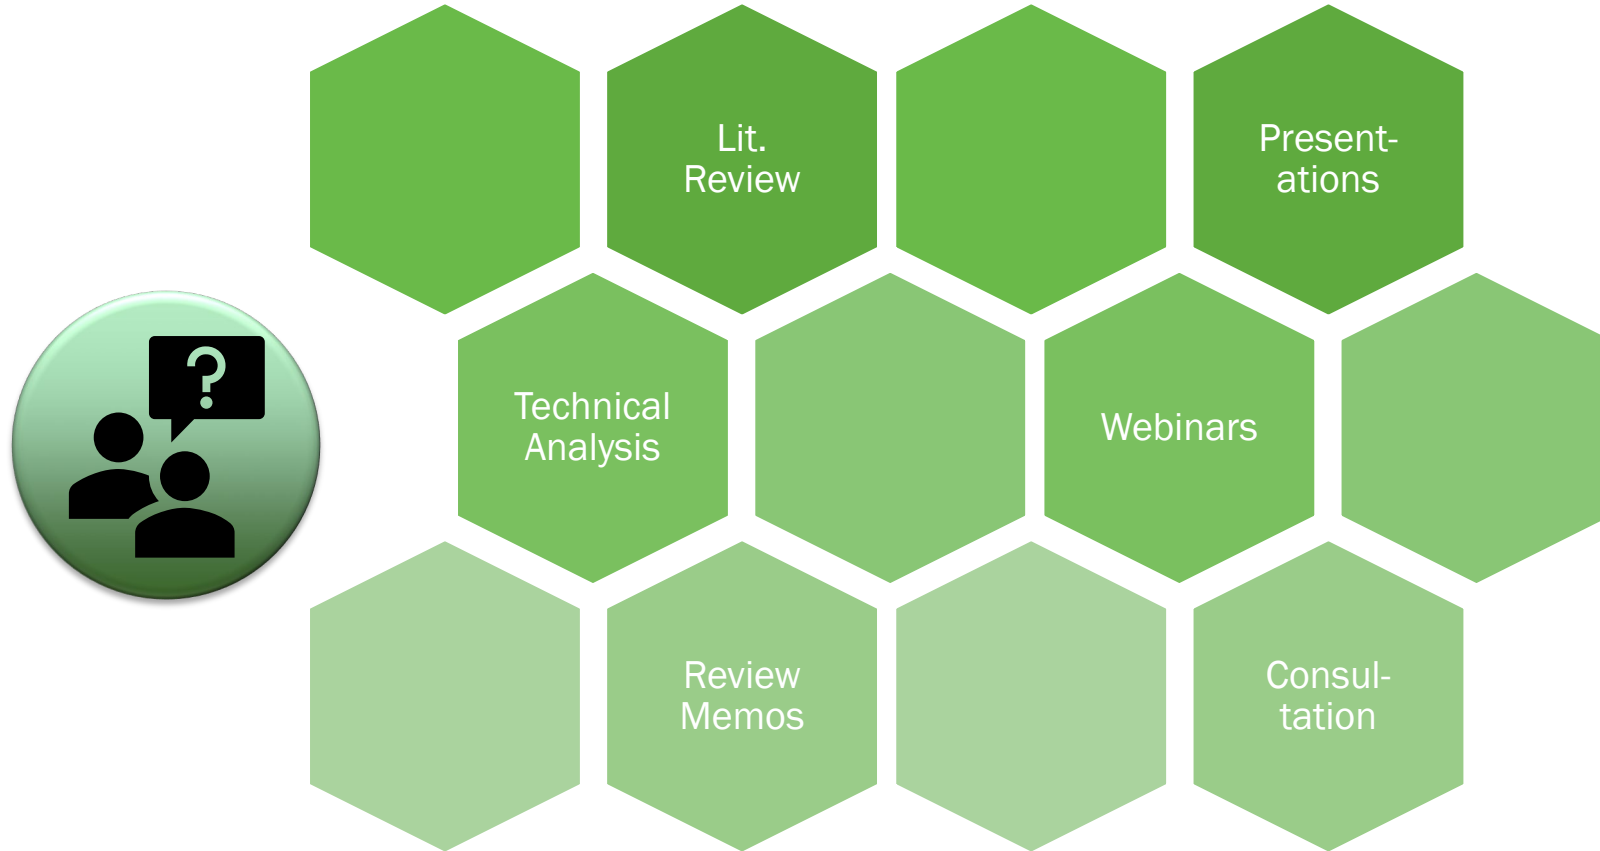 Lit.
Review
Present-
ations
?
Technical
Analysis
Webinars
Review
Memos
Consul-
tation